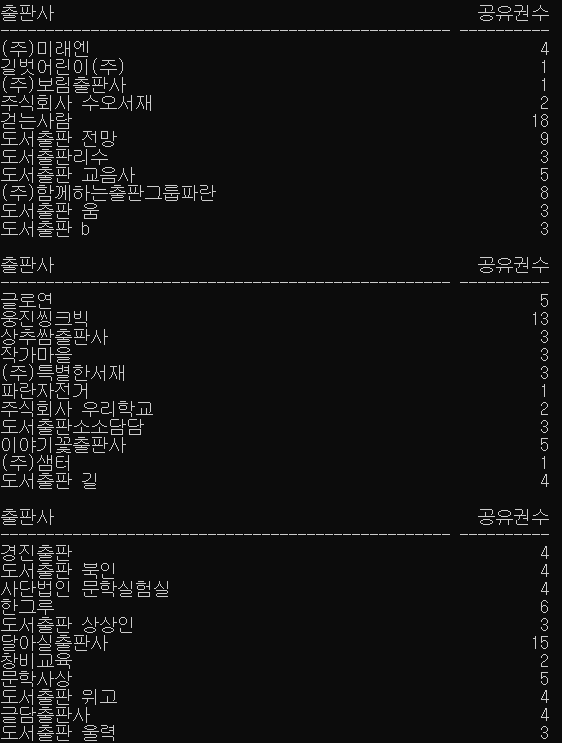 출판사 공유권수
(주)미래엔 4
길벗어린이(주) 1
(주)보림출판사 1
주식회사 수오서재 2
걷는사람 18
도서출판 전망 9
도서출판리수 3
도서출판 교음사 5
(주)함께하는출판그룹파란 8
도서출판 움 3
도서출판 b 3
출판사 공유권수
글로연 5
웅진씽크빅 13
상추쌈출판사 3
작가마을 3
(주)특별한서재 3
파란자전거 1
주식회사 우리학교 2
도서출판소소담담 3
이야기꽃출판사 5
(주)샘터 1
도서출판 길 4
출판사 공유권수
경진출판 4
도서출판 북인 4
사단법인 문학실험실 4
한그루 6
도서출판 상상인 3
달아실출판사 15
창비교육 2
문학사상 5
도서출판 위고 4
글담출판사 4
도서출판 울력 3